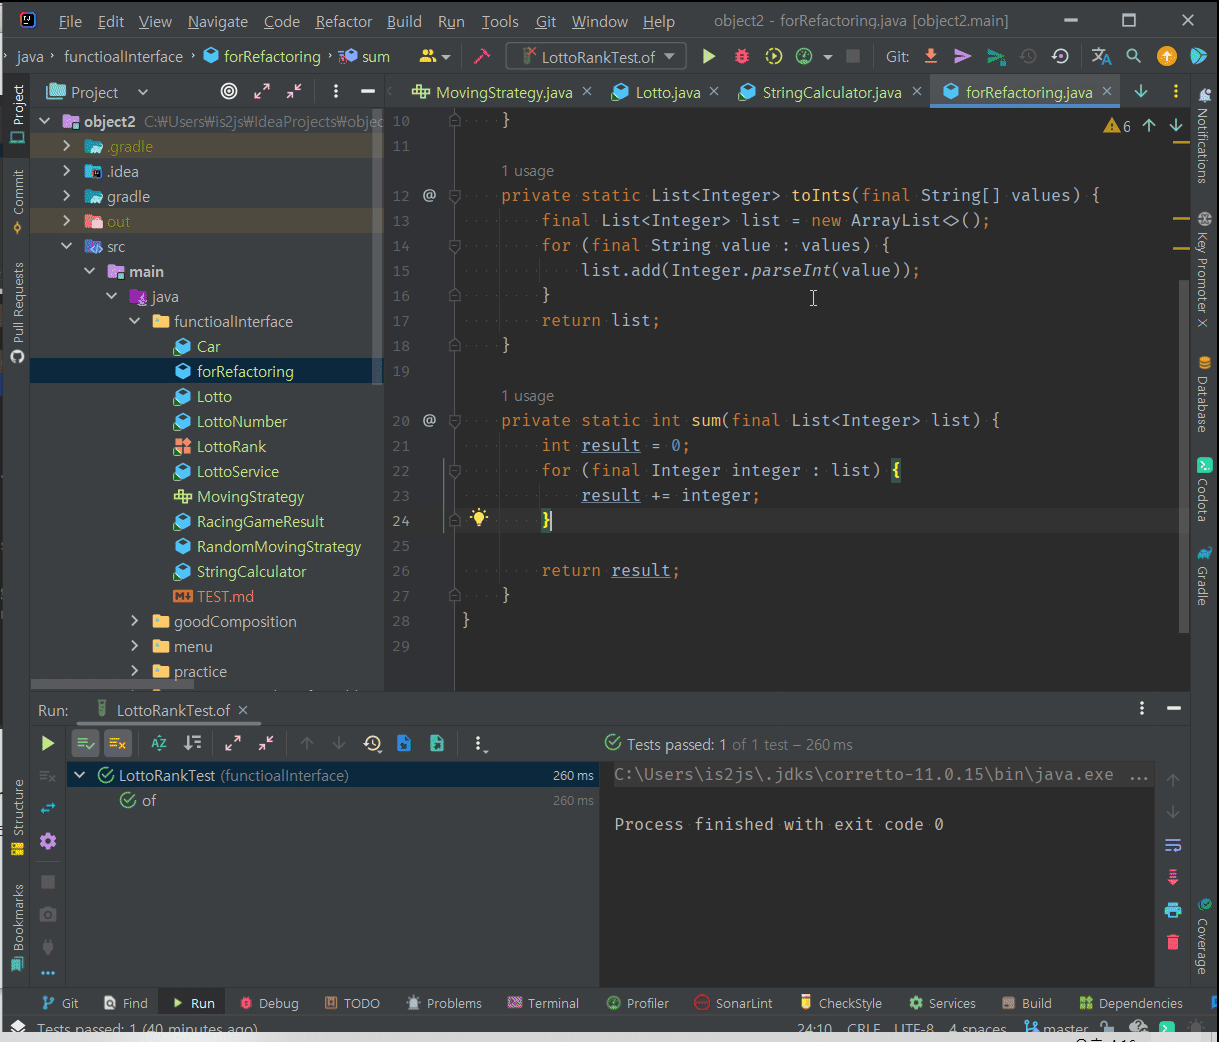 File Edit View Navigate Code Refactor Build Run Tools Git Window Help object2 - forRefactoring.java [object2.main]
java functioalInterface forRefactoring sum LottoRankTest.of Git:
Project MovingStrategy.java Lotto.java StringCalculator.java forRefactoring.java
object2 C:₩Users₩is2js₩IdeaProjects₩objec
.gradle
.idea
gradle
out
src
main
java
functioalInterface
Car
forRefactoring
Lotto
LottoNumber
LottoRank
LottoService
MovingStrategy
RacingGameResult
RandomMovingStrategy
StringCalculator
TEST.md
goodComposition
menu
practice
Project
Commit
Pull Requests
Structure
Bookmarks
6
10 }
11
1 usage
12 @ private static List<Integer> toInts(final String[] values) {
13 final List<Integer> list = new ArrayList<>();
14 for (final String value : values) {
15 list.add(Integer.parseInt(value));
16 }
17 return list;
18 }
19
1 usage
20 @ private static int sum(final List<Integer> list) {
21 int result = 0;
22 for (final Integer integer : list) {
23 result += integer;
24 }
25
26 return result;
27 }
28 }
29
Notifications
Key Promoter X
Database
Codota
Gradle
Coverage
Run: LottoRankTest.of
Tests passed: 1 of 1 test – 260 ms
LottoRankTest (functioalInterface) 260 ms
of 260 ms
C:\Users\is2js\.jdks\corretto-11.0.15\bin\java.exe ...
Process finished with exit code 0
Git Find Run Debug TODO Problems Terminal Profiler SonarLint CheckStyle Services Build Dependencies
Tests passed: 1 (40 minutes ago) 24:10 CRLF UTF-8 4 spaces master